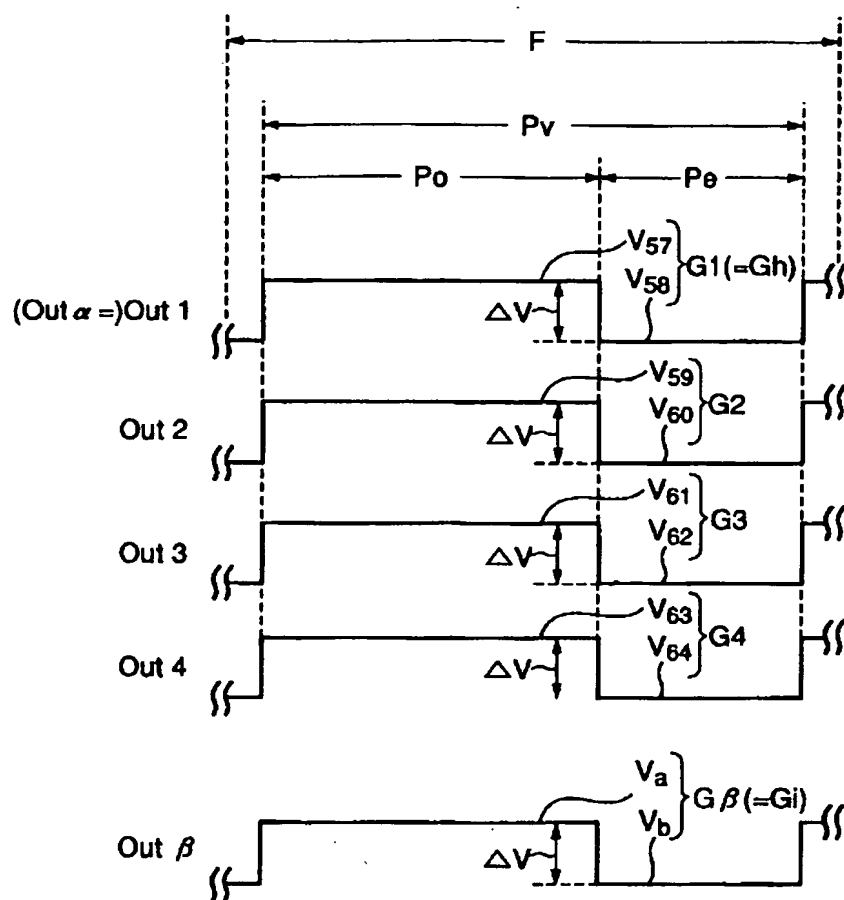 F
Pv
Po Pe
(Out α =)Out 1 ΔV V57 V58 G1(=Gh)
Out 2 ΔV V59 V60 G2
Out 3 ΔV V61 V62 G3
Out 4 ΔV V63 V64 G4
Out β ΔV Va Vb G β (=Gi)